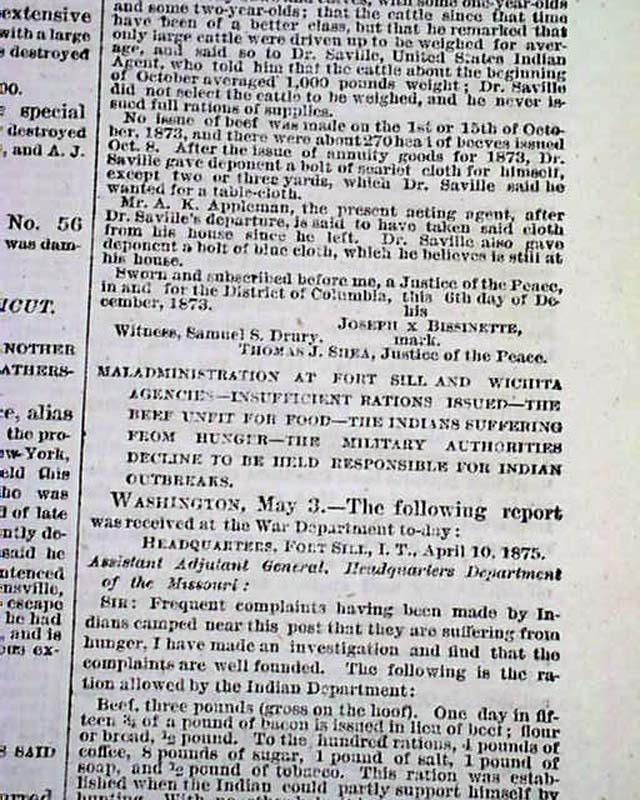 extensive
with a large
destroyed
00.
special
destroyed
, and A. J.
No. 56
was dam-
ICUT.
NOTHER
ATHERS-
ce, alias
the pro-
ew-York,
eld this
ho was
d of late
ntly de-
said he
ntenced
ensville,
escape
he had
, and is
ous ex-
S SAID
and some two-year-olds; that the cattle since that time
have been of a better class, but that he remarked that
only large cattle were driven up to be weighed for aver-
age, and said so to Dr. Saville, United States Indian
Agent, who told him that the cattle about the beginning
of October averaged 1,000 pounds weight; Dr. Saville
did not select the cattle to be weighed, and he never is-
sued full rations of supplies.
No issue of beef was made on the 1st or 15th of Octo-
ber, 1873, and there were about 270 head of beeves issued
Oct. 8. After the issue of annuity goods for 1873, Dr.
Saville gave deponent a bolt of scarlet cloth for himself,
except two or three yards, which Dr. Saville said he
wanted for a table-cloth.
Mr. A. K. Appleman, the present acting agent, after
Dr. Saville's departure, is said to have taken said cloth
from his house since he left. Dr. Saville also gave
deponent a bolt of blue cloth, which he believes is still at
his house.
Sworn and subscribed before me, a Justice of the Peace,
in and for the District of Columbia, this 6th day of De-
cember, 1873.
his
JOSEPH X BISSINETTE,
mark.
Witness, Samuel S. Drury.
THOMAS J. SHEA, Justice of the Peace.
MALADMINISTRATION AT FORT SILL AND WICHITA
AGENCIES—INSUFFICIENT RATIONS ISSUED—THE
BEEF UNFIT FOR FOOD—THE INDIANS SUFFERING
FROM HUNGER—THE MILITARY AUTHORITIES
DECLINE TO BE HELD RESPONSIBLE FOR INDIAN
OUTBREAKS.
WASHINGTON, May 3.—The following report
was received at the War Department to-day:
HEADQUARTERS, FORT SILL, I. T., April 10, 1875.
Assistant Adjutant General, Headquarters Department
of the Missouri:
SIR: Frequent complaints having been made by In-
dians camped near this post that they are suffering from
hunger, I have made an investigation and find that the
complaints are well founded. The following is the ra-
tion allowed by the Indian Department:
Beef, three pounds (gross on the hoof). One day in fif-
teen ¾ of a pound of bacon is issued in lieu of beef; flour
or bread, ½ pound. To the hundred rations, 4 pounds of
coffee, 8 pounds of sugar, 1 pound of salt, 1 pound of
soap, and ½ pound of tobacco. This ration was estab-
lished when the Indian could partly support himself by
hunting.